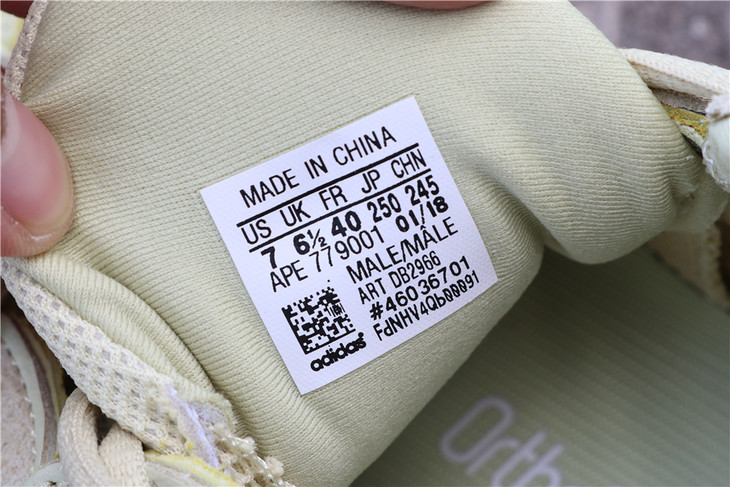 MADE IN CHINA
US UK FR JP CHN
7 6½ 40 250 245
APE 779001 01/18
MALE/MÂLE
ART DB2966
#46036701
FdNHV4Qb00091
adidas
Ortho